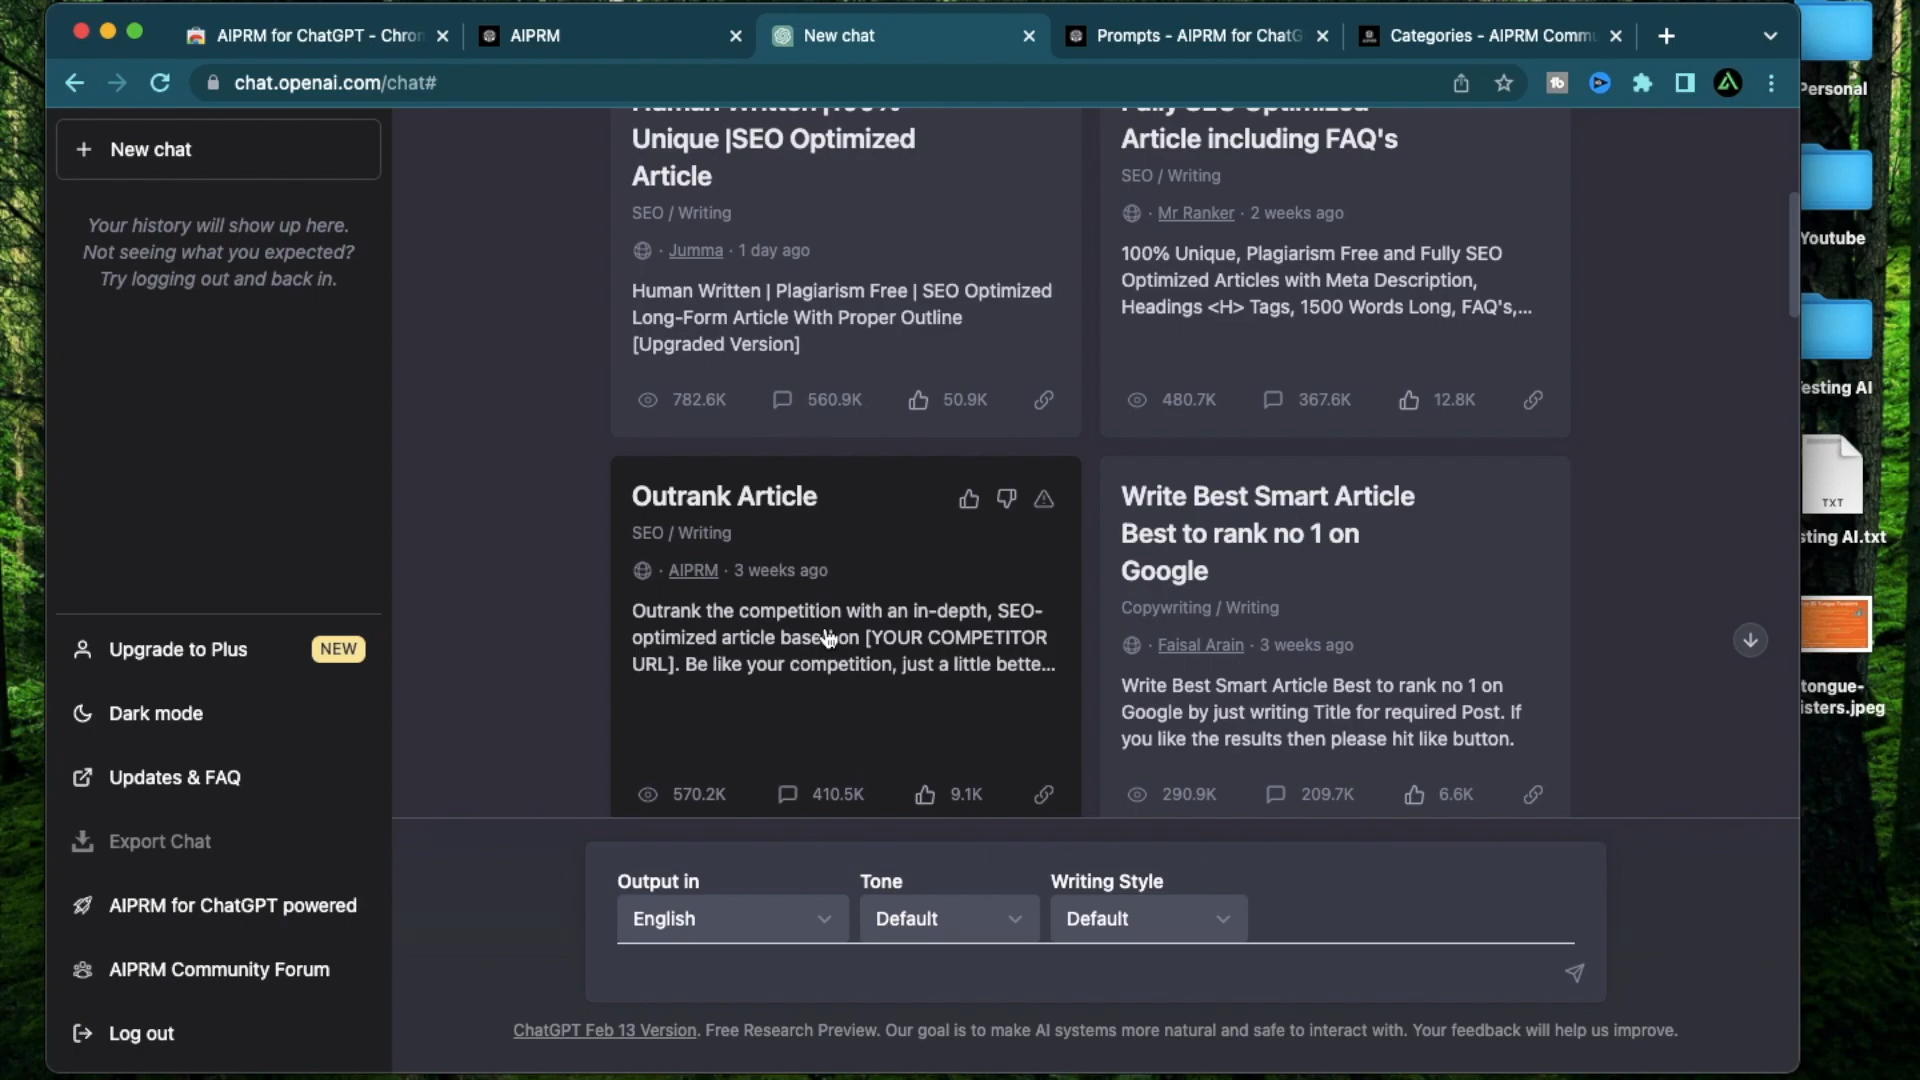 AIPRM for ChatGPT - Chron
AIPRM
New chat
Prompts - AIPRM for ChatG
Categories - AIPRM Commu
chat.openai.com/chat#
New chat
Your history will show up here.
Not seeing what you expected?
Try logging out and back in.
Upgrade to Plus
NEW
Dark mode
Updates & FAQ
Export Chat
AIPRM for ChatGPT powered
AIPRM Community Forum
Log out
Human Written |100%
Unique |SEO Optimized
Article
SEO / Writing
· Jumma · 1 day ago
Human Written | Plagiarism Free | SEO Optimized
Long-Form Article With Proper Outline
[Upgraded Version]
782.6K
560.9K
50.9K
Fully SEO Optimized
Article including FAQ's
SEO / Writing
· Mr Ranker · 2 weeks ago
100% Unique, Plagiarism Free and Fully SEO
Optimized Articles with Meta Description,
Headings <H> Tags, 1500 Words Long, FAQ's,...
480.7K
367.6K
12.8K
Outrank Article
SEO / Writing
· AIPRM · 3 weeks ago
Outrank the competition with an in-depth, SEO-
optimized article based on [YOUR COMPETITOR
URL]. Be like your competition, just a little bette...
570.2K
410.5K
9.1K
Write Best Smart Article
Best to rank no 1 on
Google
Copywriting / Writing
· Faisal Arain · 3 weeks ago
Write Best Smart Article Best to rank no 1 on
Google by just writing Title for required Post. If
you like the results then please hit like button.
290.9K
209.7K
6.6K
Output in
Tone
Writing Style
English
Default
Default
ChatGPT Feb 13 Version. Free Research Preview. Our goal is to make AI systems more natural and safe to interact with. Your feedback will help us improve.
Personal
Youtube
esting AI
TXT
sting AI.txt
tongue-
isters.jpeg